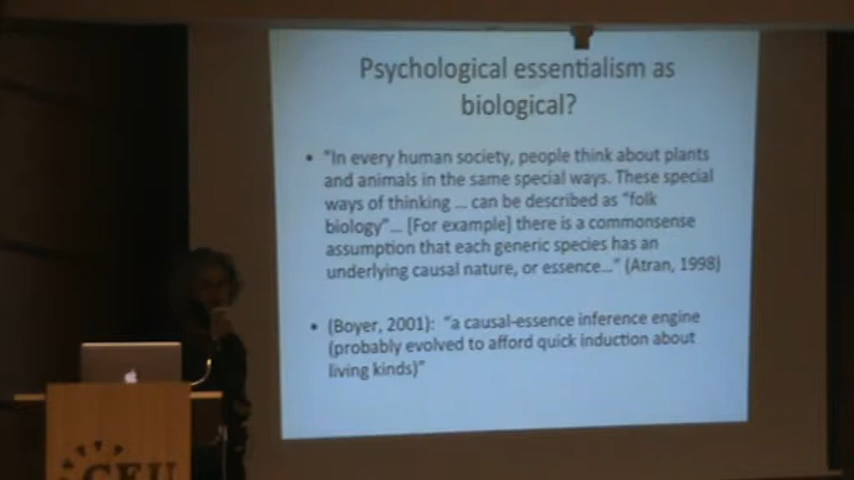 Psychological essentialism as
biological?
• "In every human society, people think about plants
and animals in the same special ways. These special
ways of thinking ... can be described as "folk
biology"... [For example] there is a commonsense
assumption that each generic species has an
underlying causal nature, or essence..." (Atran, 1998)
• (Boyer, 2001): "a causal-essence inference engine
(probably evolved to afford quick induction about
living kinds)"
CEU